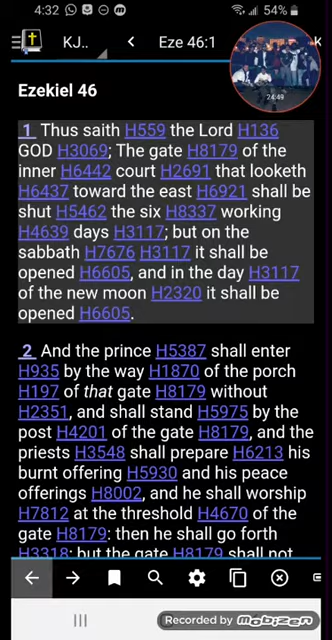 4:32
54%
KJ..
Eze 46:1
K
24:49
Ezekiel 46
1 Thus saith H559 the Lord H136
GOD H3069; The gate H8179 of the
inner H6442 court H2691 that looketh
H6437 toward the east H6921 shall be
shut H5462 the six H8337 working
H4639 days H3117; but on the
sabbath H7676 H3117 it shall be
opened H6605, and in the day H3117
of the new moon H2320 it shall be
opened H6605.
2 And the prince H5387 shall enter
H935 by the way H1870 of the porch
H197 of that gate H8179 without
H2351, and shall stand H5975 by the
post H4201 of the gate H8179, and the
priests H3548 shall prepare H6213 his
burnt offering H5930 and his peace
offerings H8002, and he shall worship
H7812 at the threshold H4670 of the
gate H8179: then he shall go forth
H3318: but the gate H8179 shall not
Recorded by Mobizen